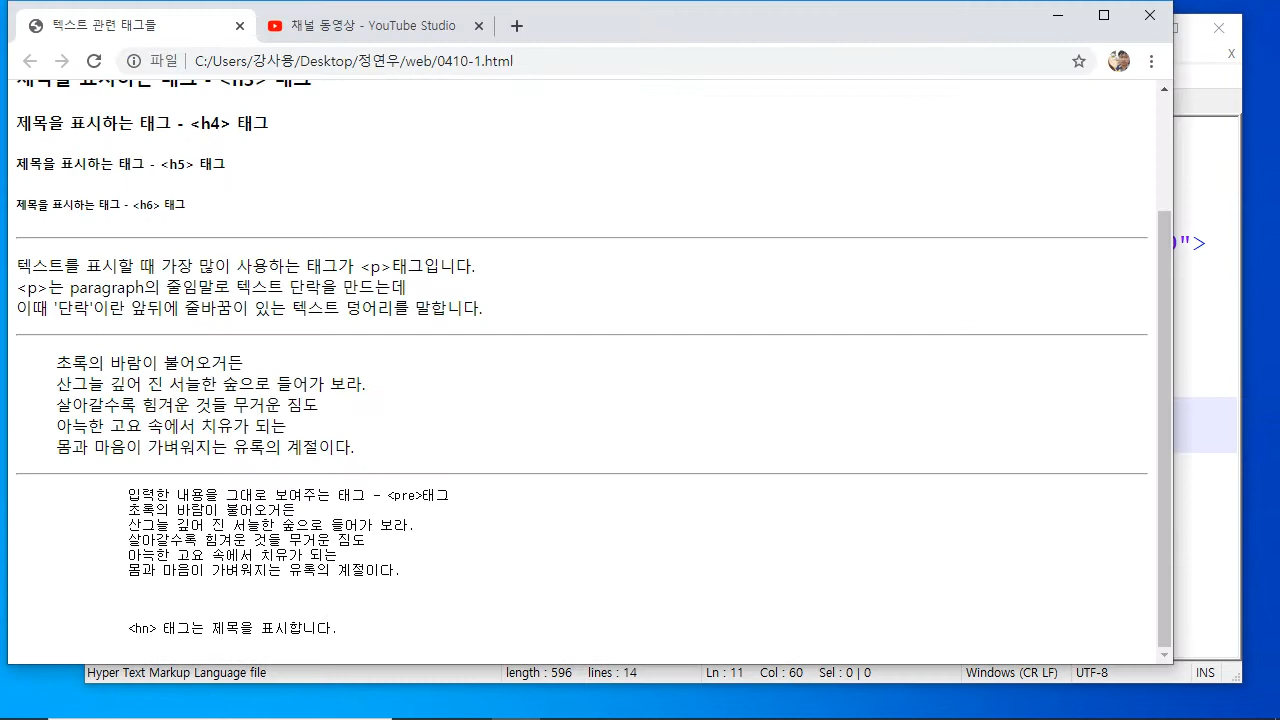 텍스트 관련 태그들
채널 동영상 - YouTube Studio
파일
C:/Users/강사용/Desktop/정연우/web/0410-1.html
제목을 표시하는 태그 - <h3> 태그
제목을 표시하는 태그 - <h4> 태그
제목을 표시하는 태그 - <h5> 태그
제목을 표시하는 태그 - <h6> 태그
텍스트를 표시할 때 가장 많이 사용하는 태그가 <p>태그입니다.
<p>는 paragraph의 줄임말로 텍스트 단락을 만드는데
이때 '단락'이란 앞뒤에 줄바꿈이 있는 텍스트 덩어리를 말합니다.
초록의 바람이 불어오거든
산그늘 깊어 진 서늘한 숲으로 들어가 보라.
살아갈수록 힘겨운 것들 무거운 짐도
아늑한 고요 속에서 치유가 되는
몸과 마음이 가벼워지는 유록의 계절이다.
입력한 내용을 그대로 보여주는 태그 - <pre>태그
초록의 바람이 불어오거든
산그늘 깊어 진 서늘한 숲으로 들어가 보라.
살아갈수록 힘겨운 것들 무거운 짐도
아늑한 고요 속에서 치유가 되는
몸과 마음이 가벼워지는 유록의 계절이다.
<hn> 태그는 제목을 표시합니다.
">
X
Hyper Text Markup Language file
length : 596 lines : 14
Ln : 11 Col : 60 Sel : 0 | 0
Windows (CR LF)
UTF-8
INS